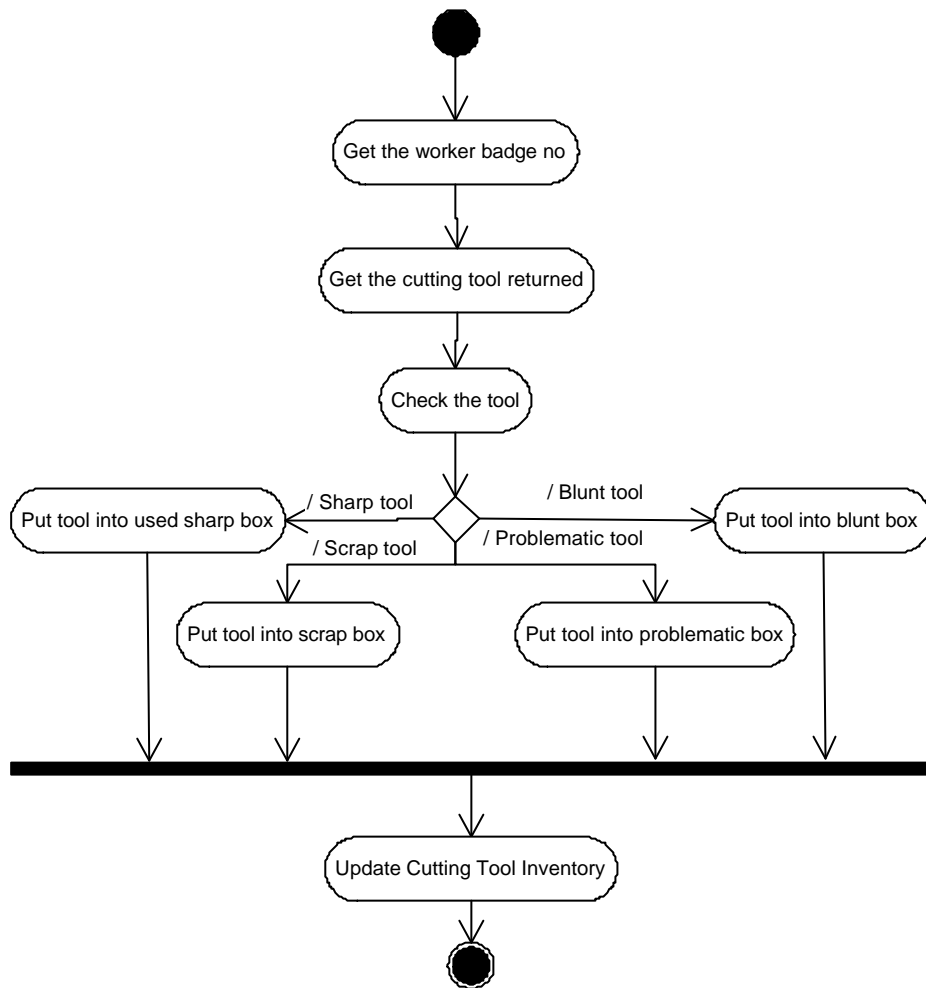 Get the worker badge no
Get the cutting tool returned
Check the tool
/ Sharp tool
/ Blunt tool
Put tool into used sharp box
Put tool into blunt box
/ Scrap tool
/ Problematic tool
Put tool into scrap box
Put tool into problematic box
Update Cutting Tool Inventory